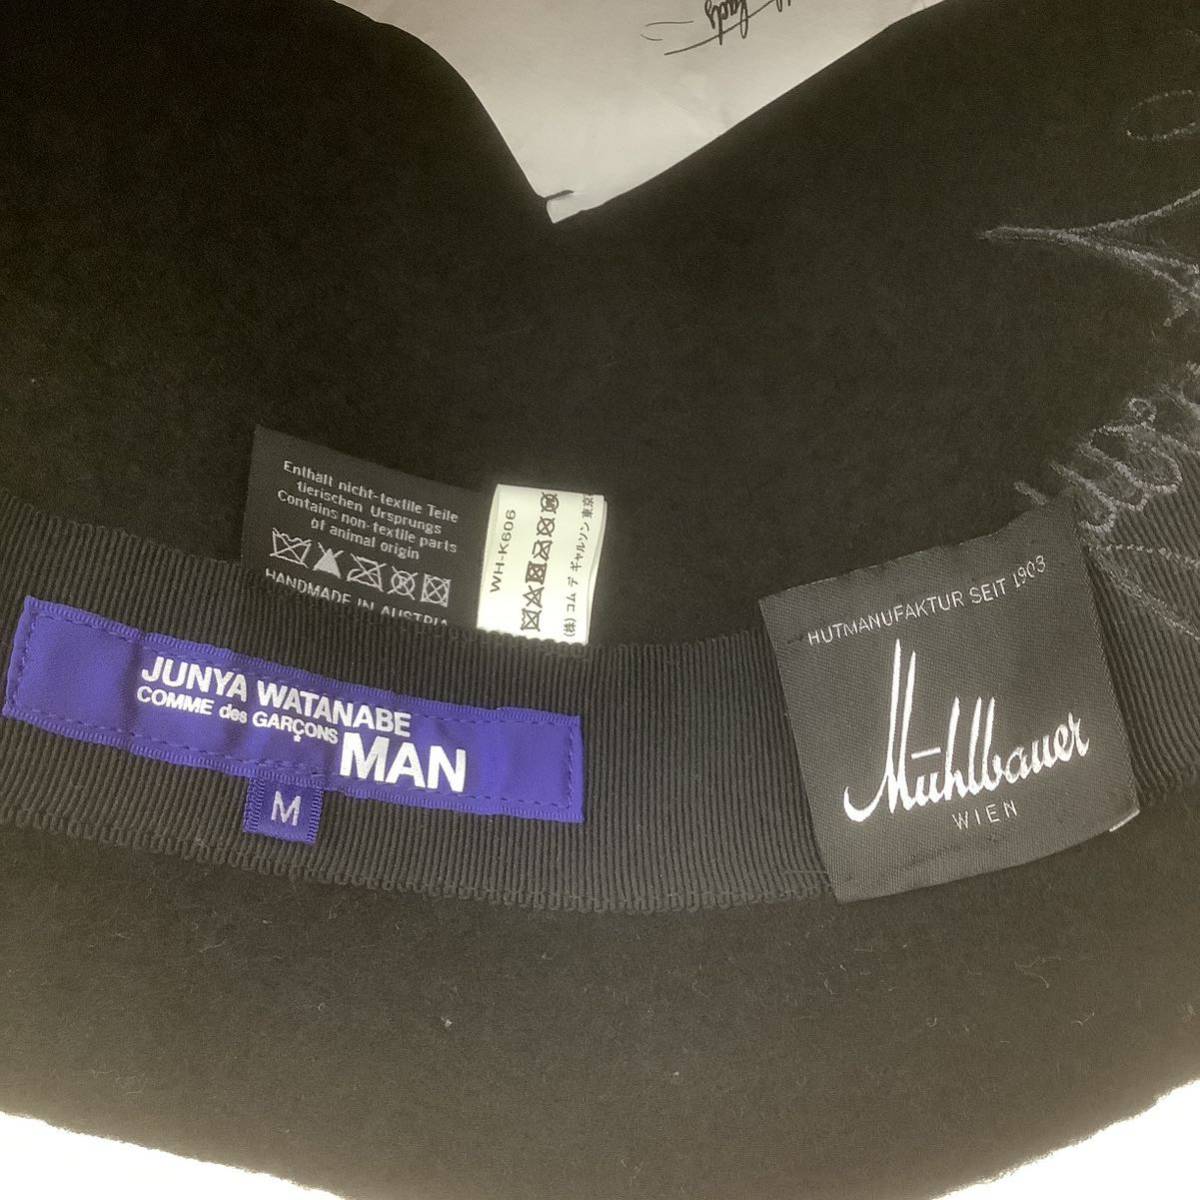 Enthalt nicht-textile Teile
tierischen Ursprungs
Contains non-textile parts
of animal origin
HANDMADE IN AUSTRIA
WH-K606
(株) コム デ ギャルソン 東京
JUNYA WATANABE
COMME des GARÇONS
MAN
M
HUTMANUFAKTUR SEIT 1903
Mühlbauer
WIEN